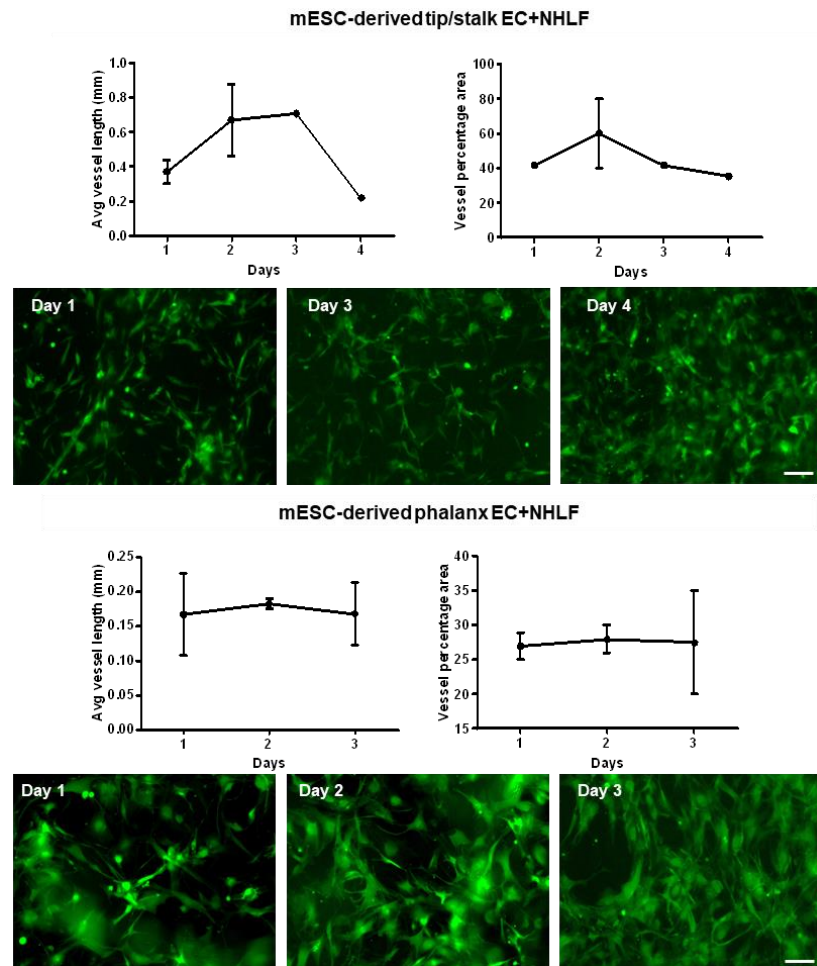 mESC-derived tip/stalk EC+NHLF
Avg vessel length (mm)
1.0
0.8
0.6
0.4
0.2
0.0
1 2 3 4
Days
Vessel percentage area
100
80
60
40
20
0
1 2 3 4
Days
Day 1
Day 3
Day 4
mESC-derived phalanx EC+NHLF
Avg vessel length (mm)
0.25
0.20
0.15
0.10
0.05
0.00
1 2 3
Days
Vessel percentage area
40
35
30
25
20
15
1 2 3
Days
Day 1
Day 2
Day 3